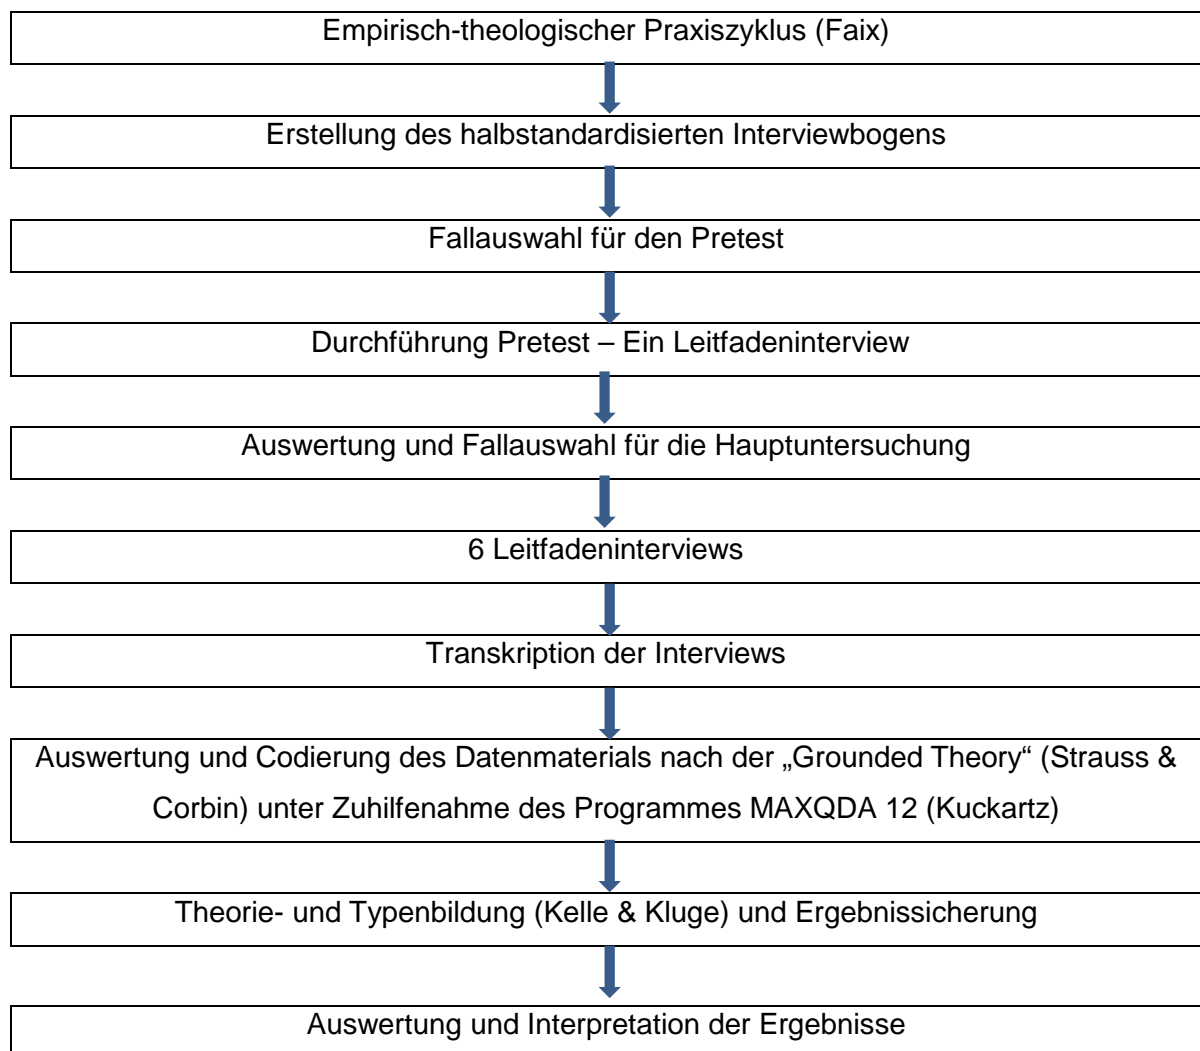 Empirisch-theologischer Praxiszyklus (Faix)
Erstellung des halbstandardisierten Interviewbogens
Fallauswahl für den Pretest
Durchführung Pretest – Ein Leitfadeninterview
Auswertung und Fallauswahl für die Hauptuntersuchung
6 Leitfadeninterviews
Transkription der Interviews
Auswertung und Codierung des Datenmaterials nach der „Grounded Theory“ (Strauss &
Corbin) unter Zuhilfenahme des Programmes MAXQDA 12 (Kuckartz)
Theorie- und Typenbildung (Kelle & Kluge) und Ergebnissicherung
Auswertung und Interpretation der Ergebnisse